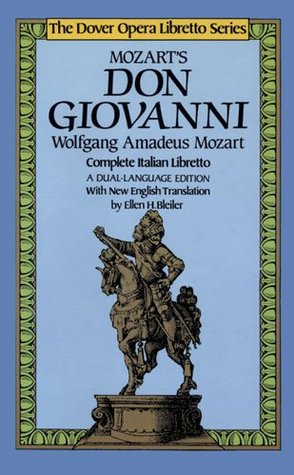 The Dover Opera Libretto Series
MOZART'S
DON
GIOVANNI
Wolfgang Amadeus Mozart
Complete Italian Libretto
A DUAL-LANGUAGE EDITION
With New English Translation
by Ellen H. Bleiler